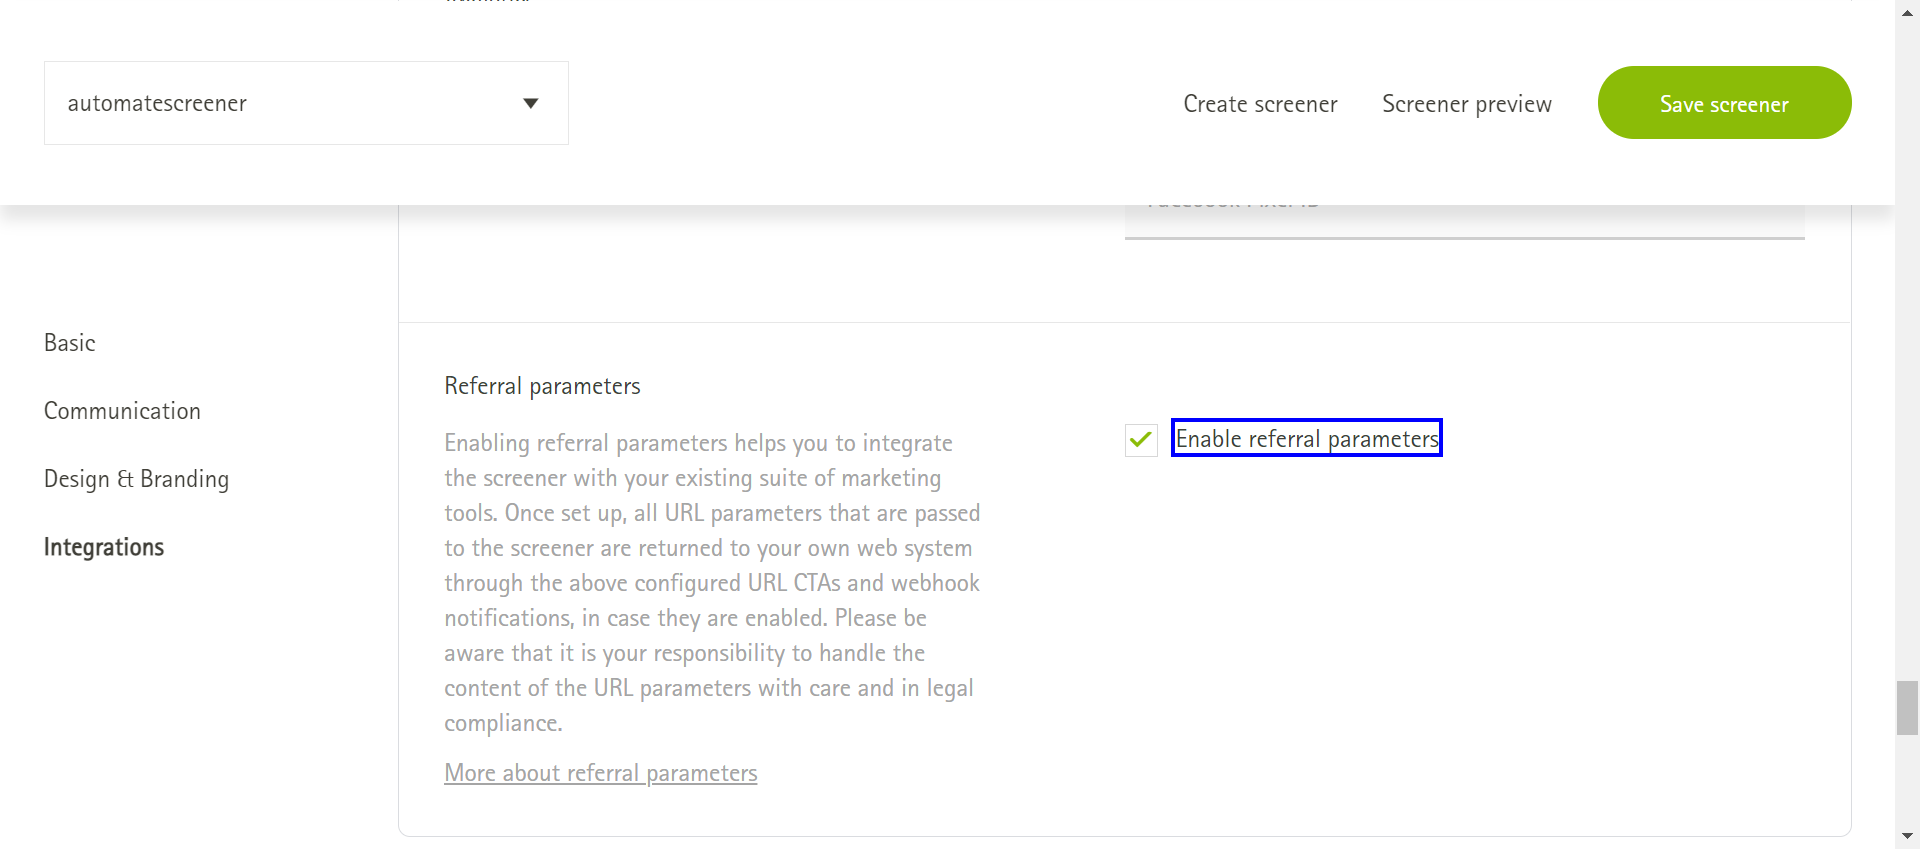 automatescreener
Create screener
Screener preview
Save screener
Basic
Communication
Design & Branding
Integrations
Referral parameters
Enabling referral parameters helps you to integrate
the screener with your existing suite of marketing
tools. Once set up, all URL parameters that are passed
to the screener are returned to your own web system
through the above configured URL CTAs and webhook
notifications, in case they are enabled. Please be
aware that it is your responsibility to handle the
content of the URL parameters with care and in legal
compliance.
More about referral parameters
Enable referral parameters